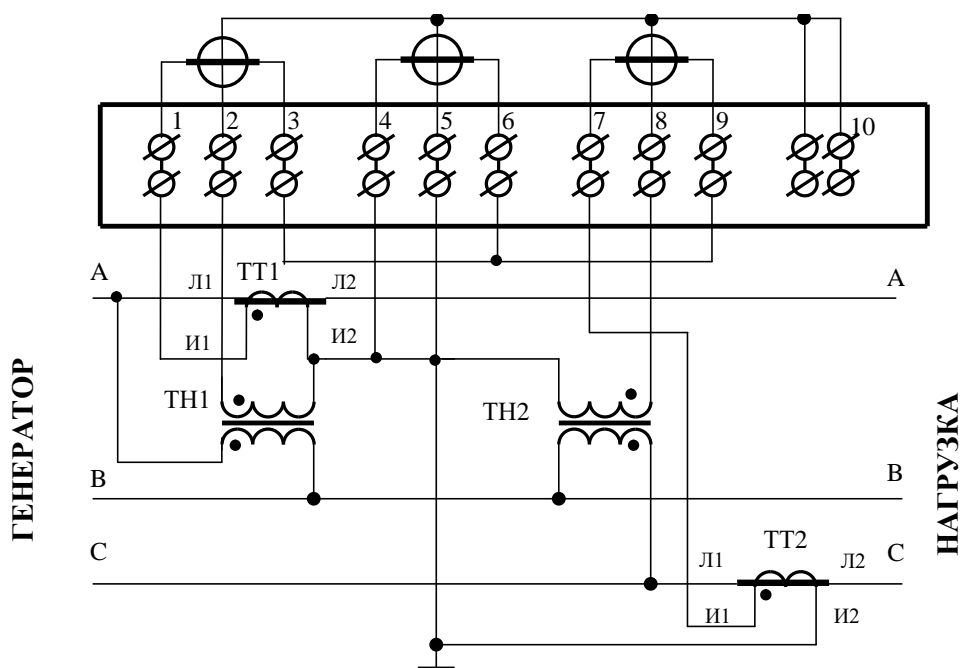 1 2 3 4 5 6 7 8 9 10
А Л1 ТТ1 Л2 А
И1 И2
ТН1 ТН2
ГЕНЕРАТОР
НАГРУЗКА
В В
С Л1 ТТ2 Л2 С
И1 И2